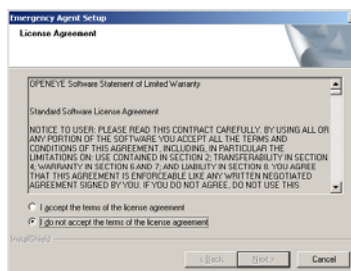 Emergency Agent Setup
License Agreement
OPENEYE Software Statement of Limited Warranty
Standard Software License Agreement
NOTICE TO USER: PLEASE READ THIS CONTRACT CAREFULLY. BY USING ALL OR
ANY PORTION OF THE SOFTWARE YOU ACCEPT ALL THE TERMS AND
CONDITIONS OF THIS AGREEMENT, INCLUDING, IN PARTICULAR THE
LIMITATIONS ON: USE CONTAINED IN SECTION 2; TRANSFERABILITY IN SECTION
4; WARRANTY IN SECTION 6 AND 7; AND LIABILITY IN SECTION 8. YOU AGREE
THAT THIS AGREEMENT IS ENFORCEABLE LIKE ANY WRITTEN NEGOTIATED
AGREEMENT SIGNED BY YOU. IF YOU DO NOT AGREE, DO NOT USE THIS
I accept the terms of the license agreement
I do not accept the terms of the license agreement
InstallShield
< Back Next > Cancel